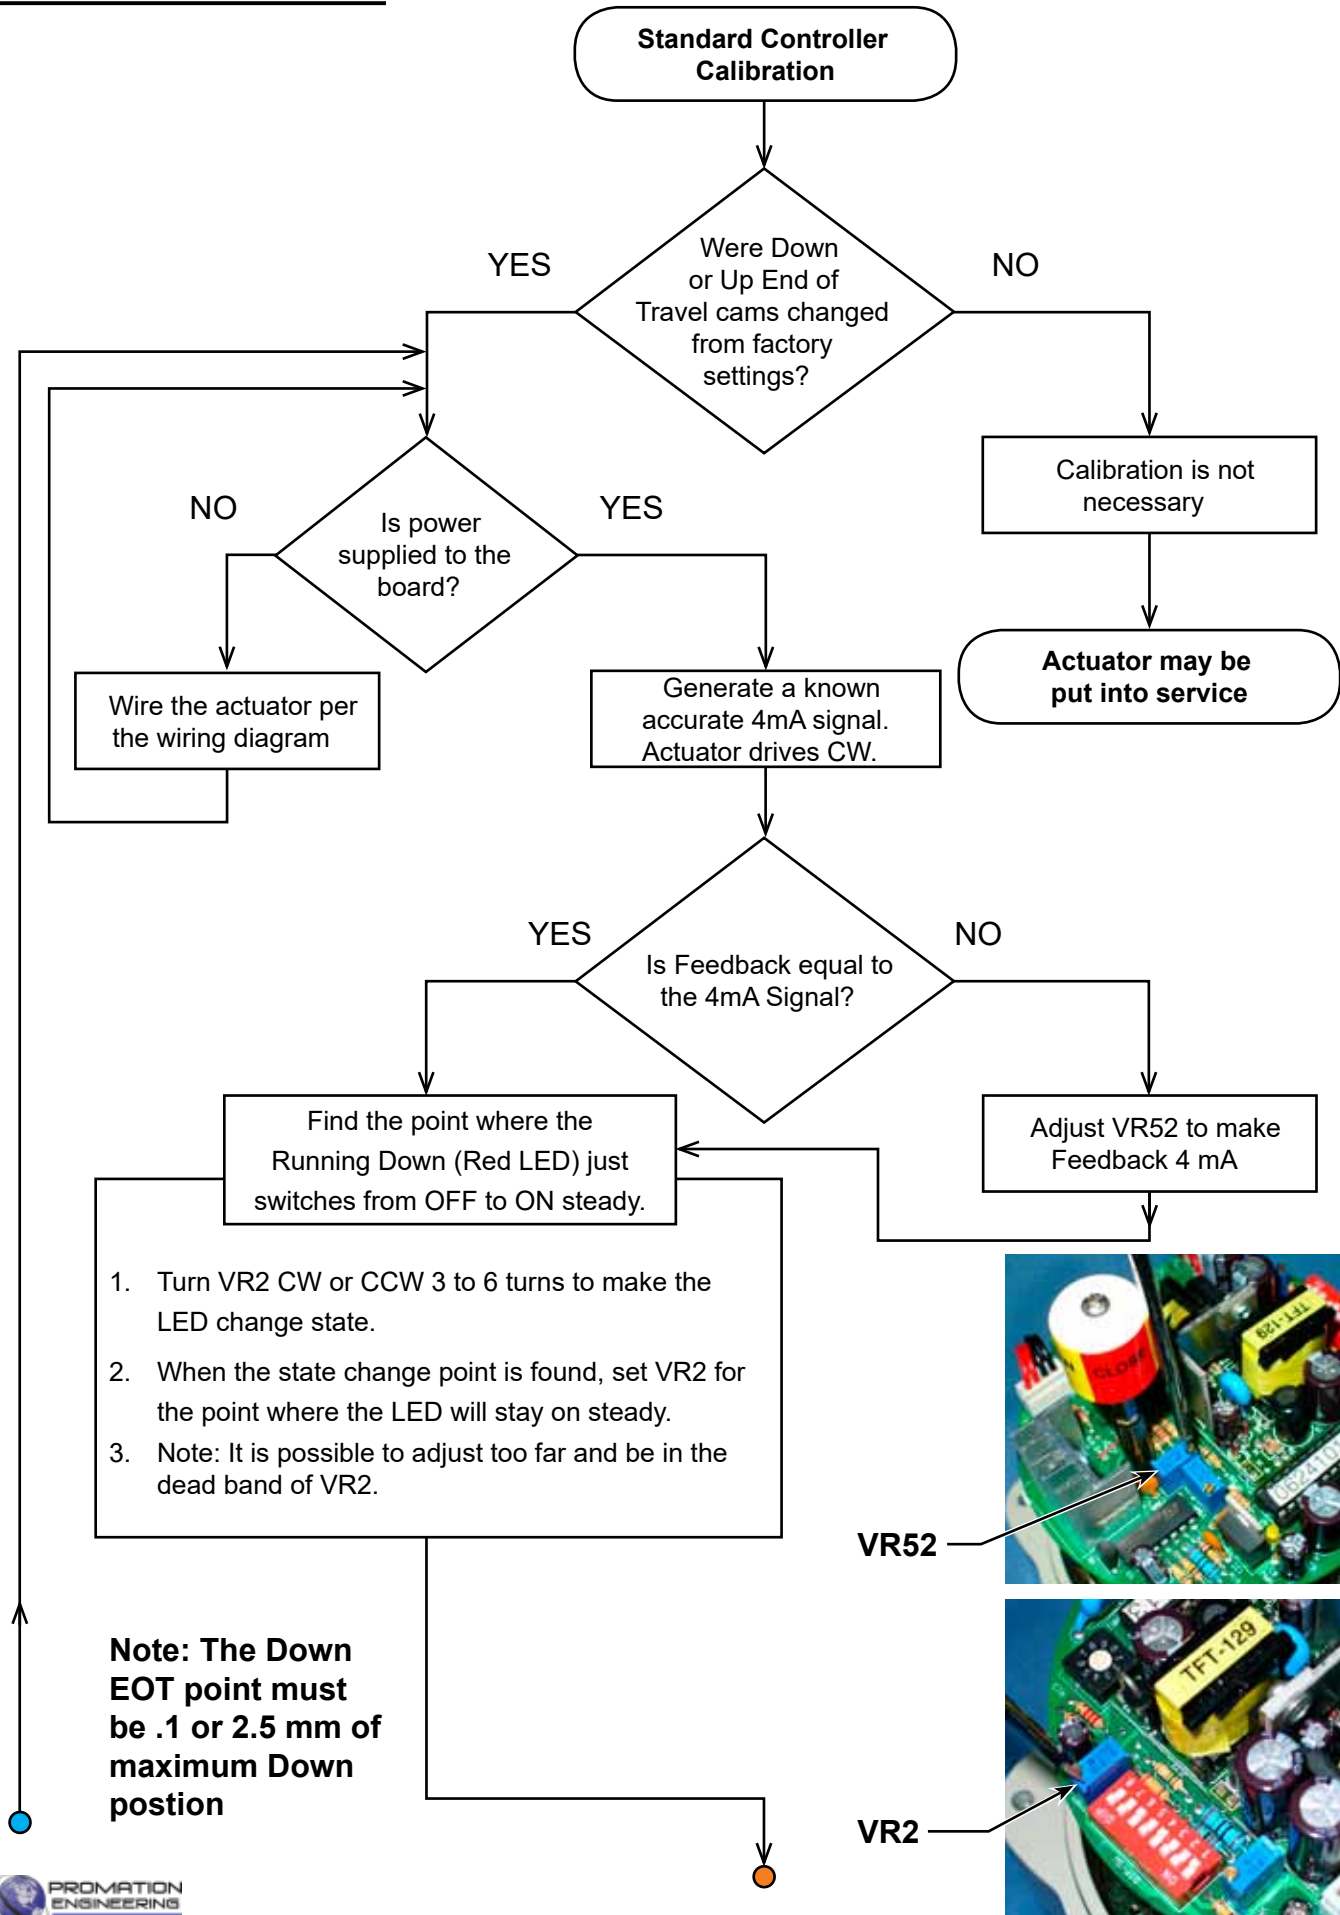 Standard Controller
Calibration
Were Down
or Up End of
Travel cams changed
from factory
settings?
YES
NO
Calibration is not
necessary
Is power
supplied to the
board?
NO
YES
Actuator may be
put into service
Wire the actuator per
the wiring diagram
Generate a known
accurate 4mA signal.
Actuator drives CW.
Is Feedback equal to
the 4mA Signal?
YES
NO
Find the point where the
Running Down (Red LED) just
switches from OFF to ON steady.
Adjust VR52 to make
Feedback 4 mA
1. Turn VR2 CW or CCW 3 to 6 turns to make the
LED change state.
2. When the state change point is found, set VR2 for
the point where the LED will stay on steady.
3. Note: It is possible to adjust too far and be in the
dead band of VR2.
TFT-129
CLOSE
VR52
Note: The Down
EOT point must
be .1 or 2.5 mm of
maximum Down
postion
TFT-129
VR2
PROMATION
ENGINEERING